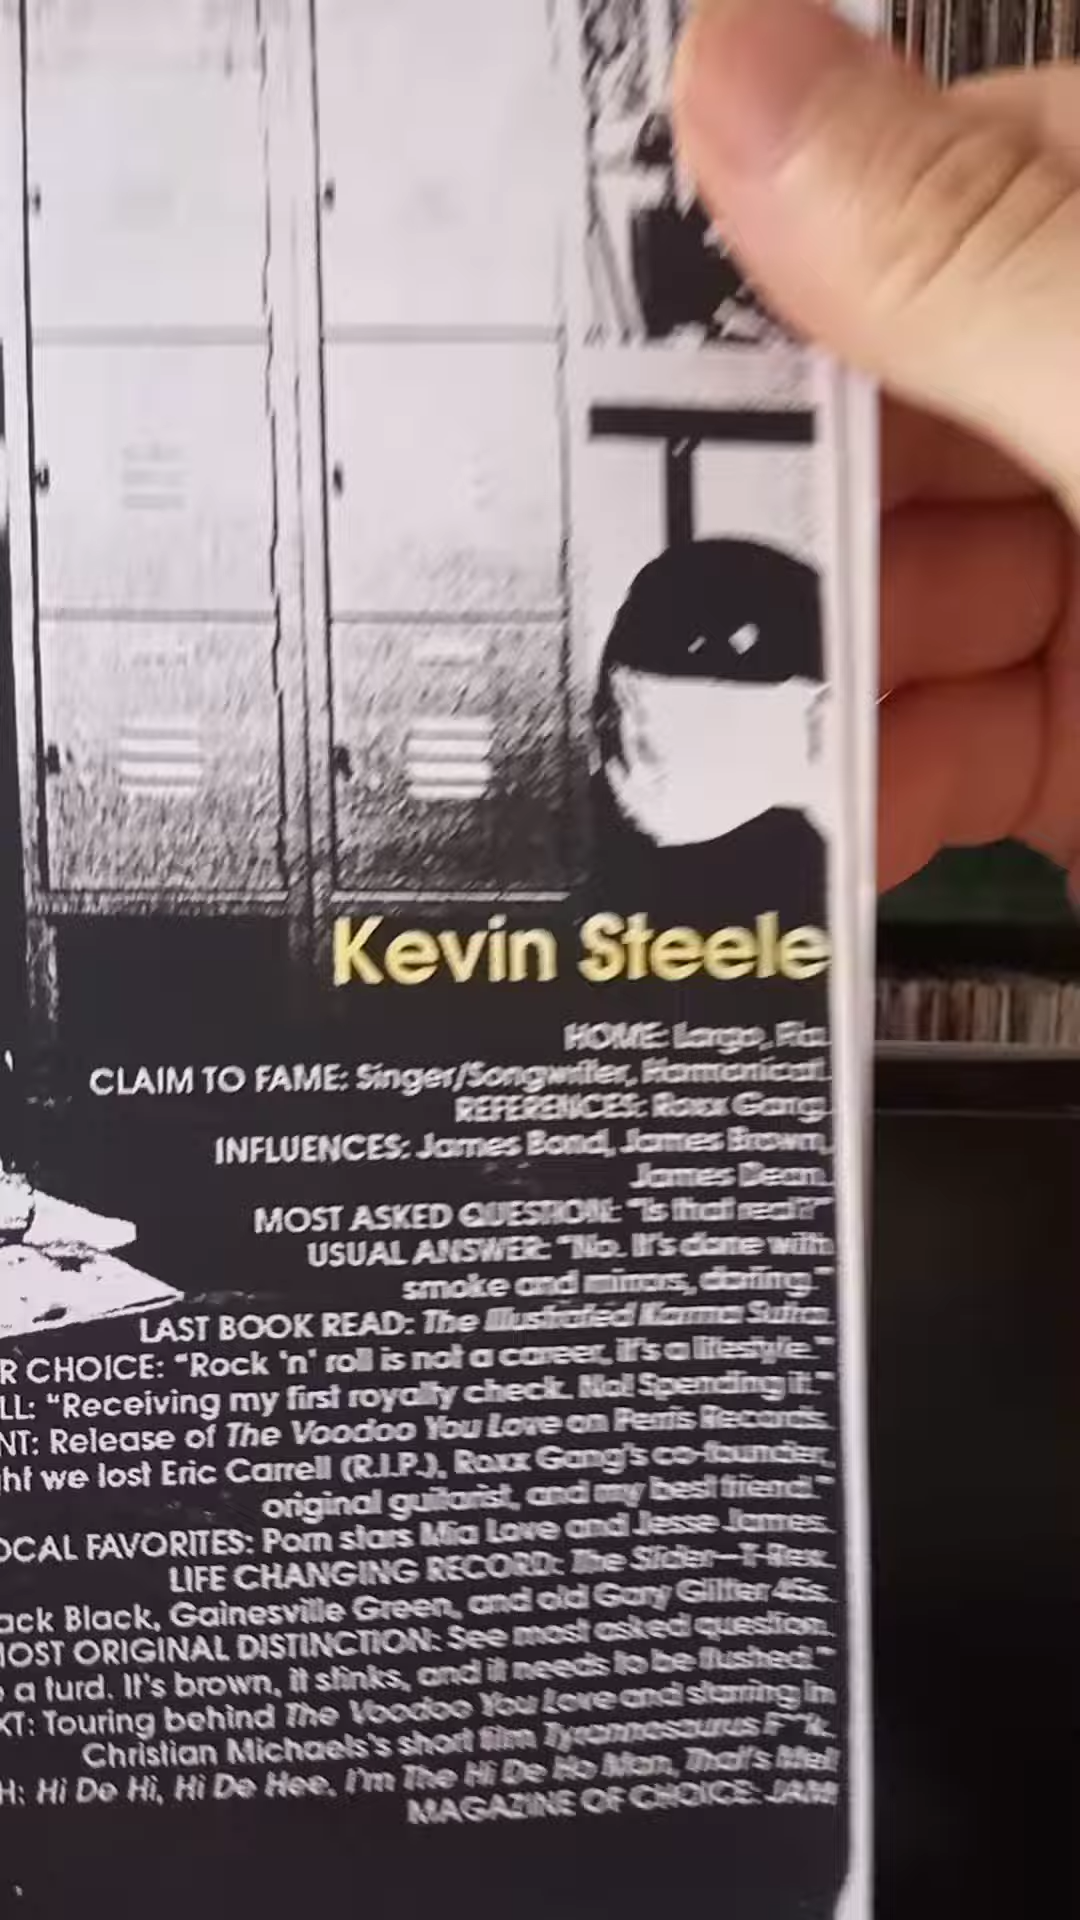 Kevin Steele
HOME: Largo, Fla.
CLAIM TO FAME: Singer/Songwriter, Harmonicat.
REFERENCES: Roxx Gang.
INFLUENCES: James Bond, James Brown,
James Dean.
MOST ASKED QUESTION: "Is that real?"
USUAL ANSWER: "No. It's done with
smoke and mirrors, darling."
LAST BOOK READ: The Illustrated Kama Sutra.
R CHOICE: "Rock 'n' roll is not a career, it's a lifestyle."
LL: "Receiving my first royalty check. No! Spending it."
NT: Release of The Voodoo You Love on Perris Records.
ght we lost Eric Carrell (R.I.P.), Roxx Gang's co-founder,
original guitarist, and my best friend."
OCAL FAVORITES: Porn stars Mia Love and Jesse James.
LIFE CHANGING RECORD: The Slider—T-Rex.
ack Black, Gainesville Green, and old Gary Glitter 45s.
MOST ORIGINAL DISTINCTION: See most asked question.
a turd. It's brown, it stinks, and it needs to be flushed."
XT: Touring behind The Voodoo You Love and starring in
Christian Michaels's short film Tyrannosaurus F**k.
H: Hi De Hi, Hi De Hee, I'm The Hi De Ho Man, That's Me!
MAGAZINE OF CHOICE: JAM!